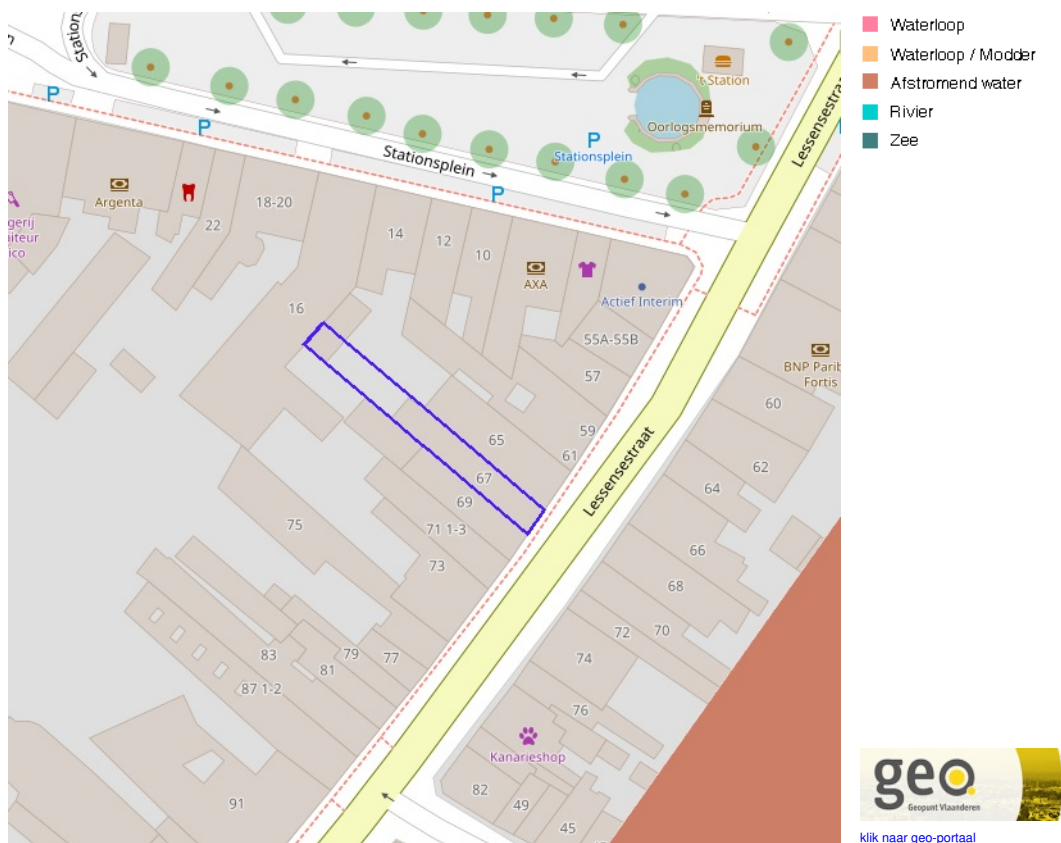 Waterloop
Waterloop / Modder
Afstromend water
Rivier
Zee
Station
't Station
Oorlogsmemorium
P
Stationsplein
P
P
Stationsplein
P
Lessensestraat
Argenta
22
18-20
14
12
10
AXA
Actief Interim
16
55A-55B
57
59
61
65
67
69
71 1-3
73
75
77
79
81
83
87 1-2
91
Lessensestraat
BNP Parib
Fortis
60
62
64
66
68
70
72
74
76
Kanarieshop
82
49
45
geo
Geopunt Vlaanderen
klik naar geo-portaal